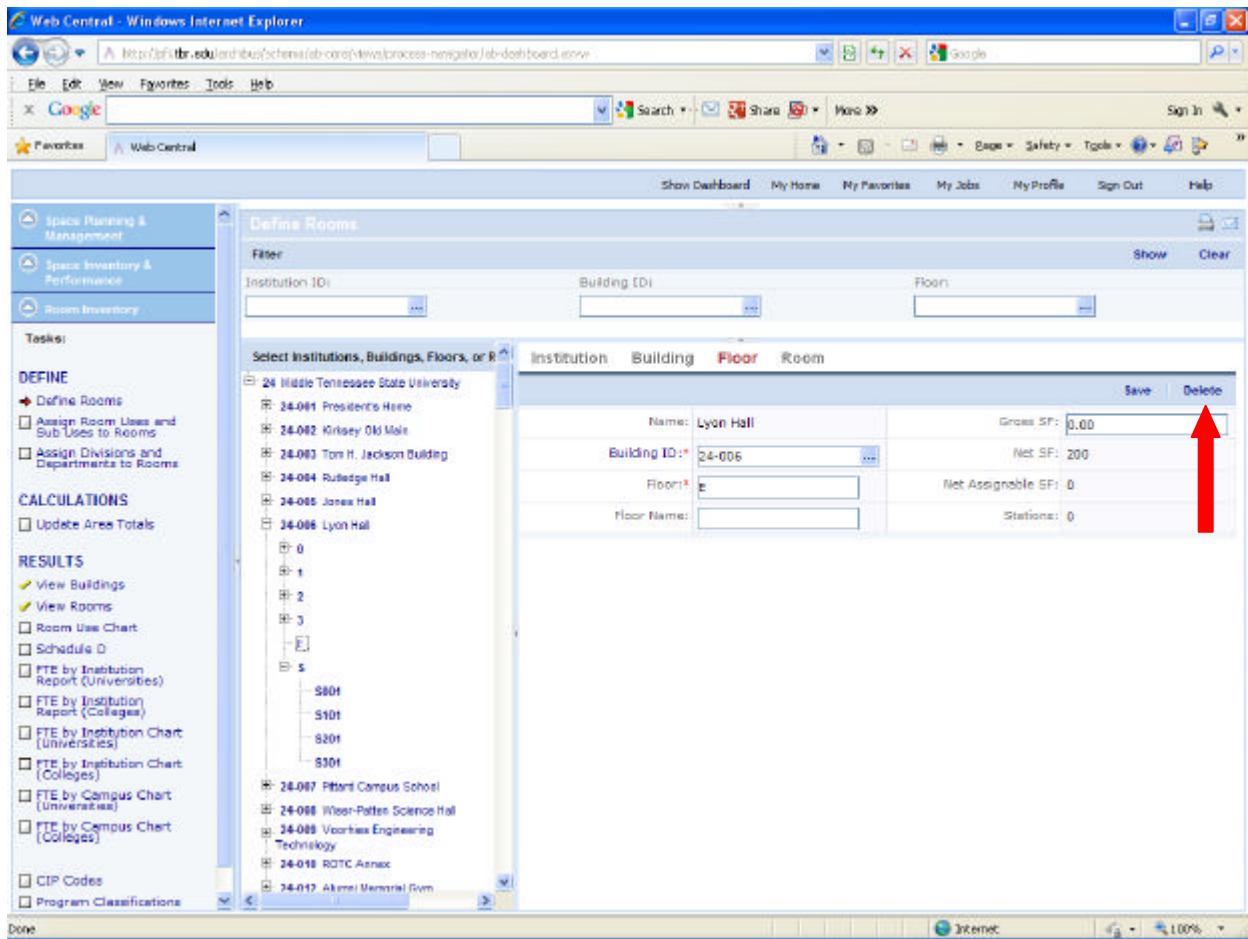 Web Central - Windows Internet Explorer
Google
File Edit View Favorites Tools Help
x Google
Search
Share
More >>
Sign In
Favorites
Web Central
Page
Safety
Tools
Show Dashboard
My Home
My Favorites
My Jobs
My Profile
Sign Out
Help
Space Planning &
Management
Space Inventory &
Performance
Room Inventory
Tasks:
DEFINE
Define Rooms
Assign Room Uses and
Sub Uses to Rooms
Assign Divisions and
Departments to Rooms
CALCULATIONS
Update Area Totals
RESULTS
View Buildings
View Rooms
Room Use Chart
Schedule D
FTE by Institution
Report (Universities)
FTE by Institution
Report (Colleges)
FTE by Institution Chart
(Universities)
FTE by Institution Chart
(Colleges)
FTE by Campus Chart
(Universities)
FTE by Campus Chart
(Colleges)
CIP Codes
Program Classifications
Define Rooms
Filter
Show
Clear
Institution ID:
Building ID:
Floor:
...
...
...
Select Institutions, Buildings, Floors, or R
24 Middle Tennessee State University
24-001 President's Home
24-002 Kirksey Old Main
24-003 Tom H. Jackson Building
24-004 Rutledge Hall
24-005 Jones Hall
24-006 Lyon Hall
0
1
2
3
E
S
S001
S101
S201
S301
24-007 Pittard Campus School
24-008 Wiser-Patten Science Hall
24-009 Voorhies Engineering
Technology
24-010 ROTC Annex
24-012 Alumni Memorial Gym
Institution
Building
Floor
Room
Save
Delete
Name: Lyon Hall
Gross SF: 0.00
Building ID:* 24-006 ...
Net SF: 200
Floor:* E
Net Assignable SF: 0
Floor Name:
Stations: 0
Done
Internet
100%